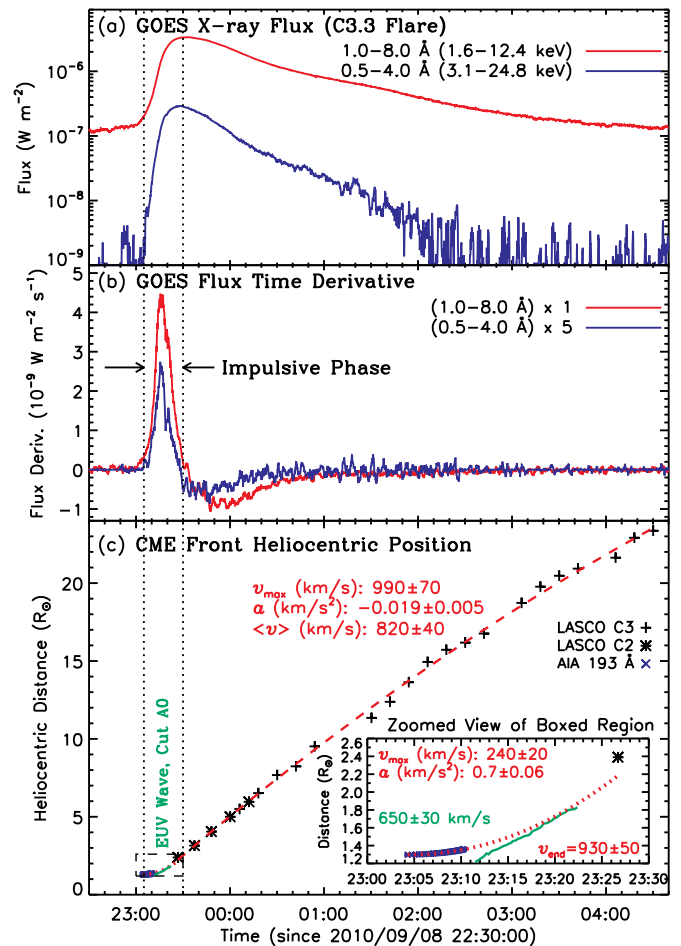 (a) GOES X-ray Flux (C3.3 Flare)
1.0-8.0 Å (1.6-12.4 keV)
0.5-4.0 Å (3.1-24.8 keV)
Flux (W m⁻²)
10⁻⁶
10⁻⁷
10⁻⁸
10⁻⁹
(b) GOES Flux Time Derivative
(1.0-8.0 Å) x 1
(0.5-4.0 Å) x 5
Impulsive Phase
Flux Deriv. (10⁻⁹ W m⁻² s⁻¹)
5
4
3
2
1
0
-1
(c) CME Front Heliocentric Position
v_max (km/s): 990±70
a (km/s²): -0.019±0.005
<v> (km/s): 820±40
LASCO C3 +
LASCO C2 ✱
AIA 193 Å ×
EUV Wave, Cut A0
Heliocentric Distance (R⊙)
20
15
10
5
0
Zoomed View of Boxed Region
v_max (km/s): 240±20
a (km/s²): 0.7±0.06
650±30 km/s
v_end=930±50
Distance (R⊙)
2.6
2.4
2.2
2.0
1.8
1.6
1.4
23:00 23:05 23:10 23:15 23:20 23:25 23:30
23:00 00:00 01:00 02:00 03:00 04:00
Time (since 2010/09/08 22:30:00)